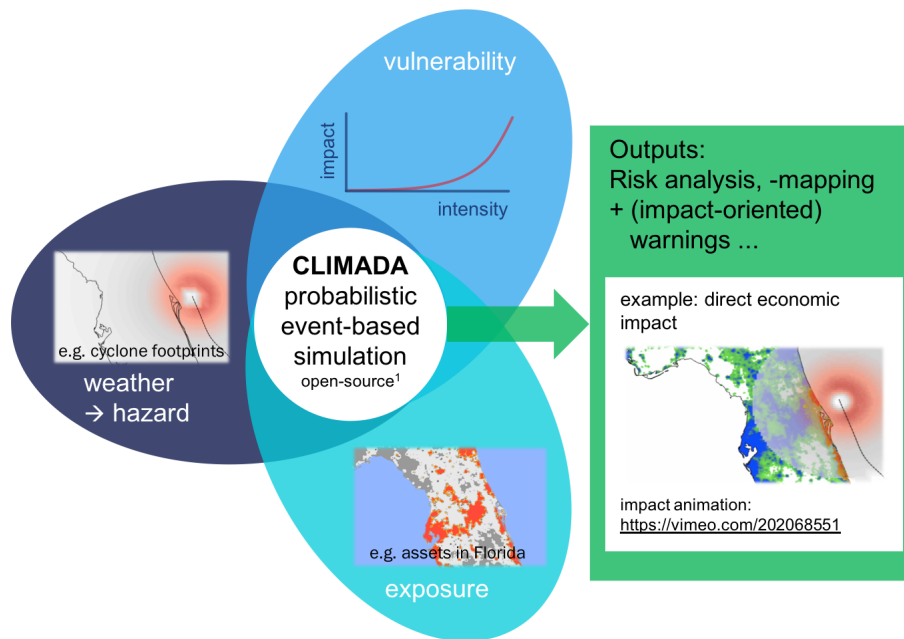 vulnerability
impact
intensity
CLIMADA
probabilistic
event-based
simulation
open-source¹
e.g. cyclone footprints
weather
→ hazard
e.g. assets in Florida
exposure
Outputs:
Risk analysis, -mapping
+ (impact-oriented)
warnings ...
example: direct economic
impact
impact animation:
https://vimeo.com/202068551